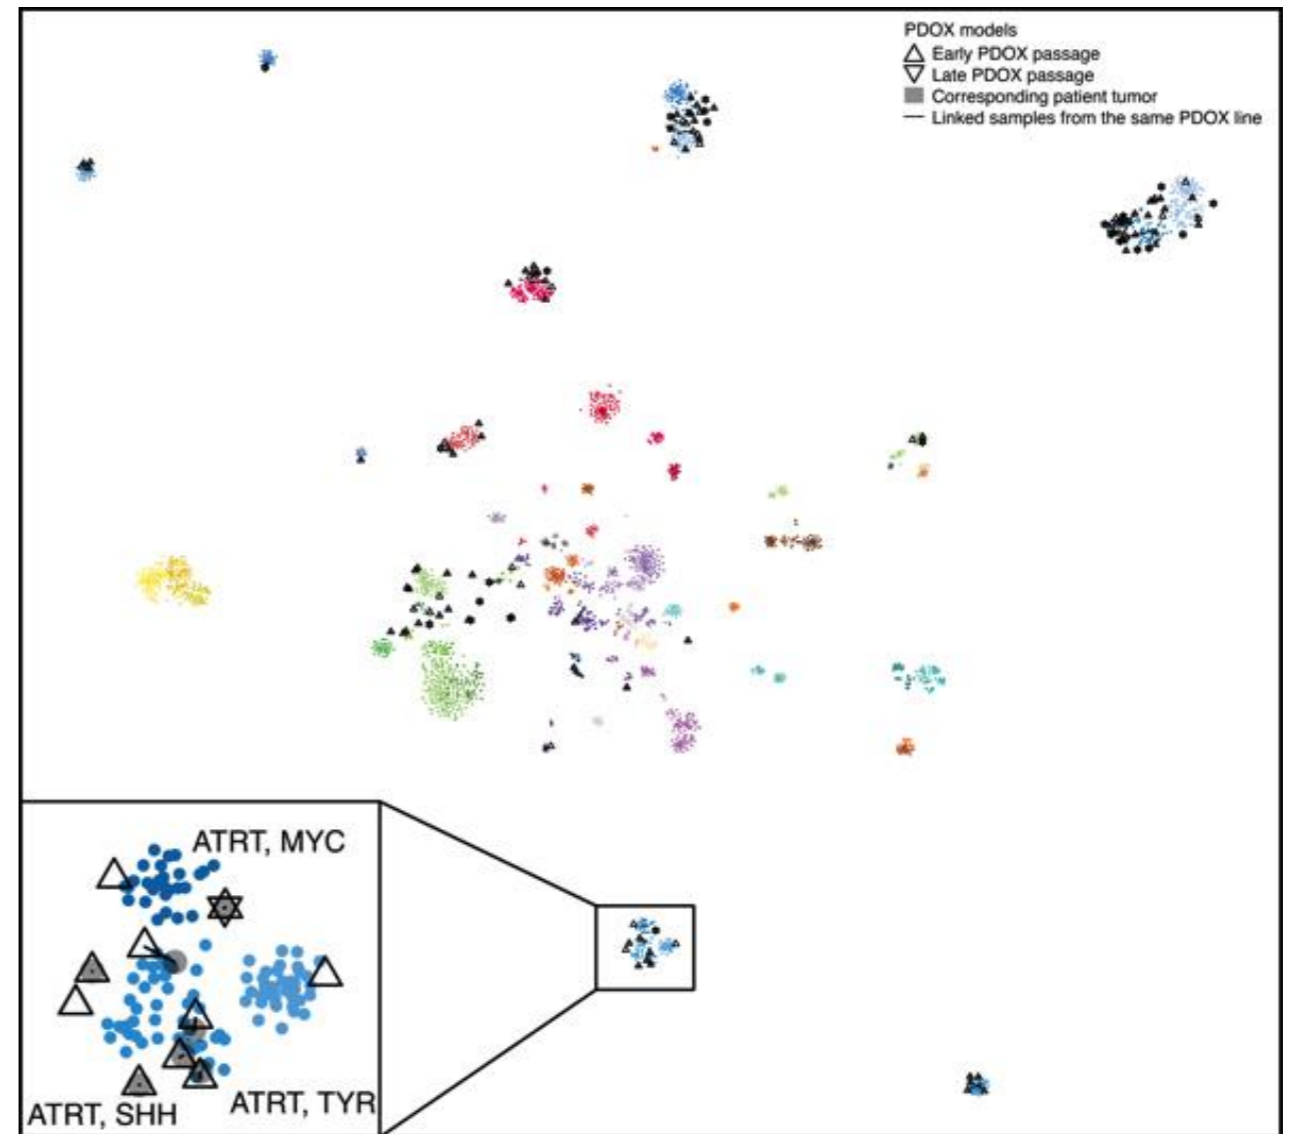 PDOX models
Early PDOX passage
Late PDOX passage
Corresponding patient tumor
Linked samples from the same PDOX line
ATRT, MYC
ATRT, SHH
ATRT, TYR